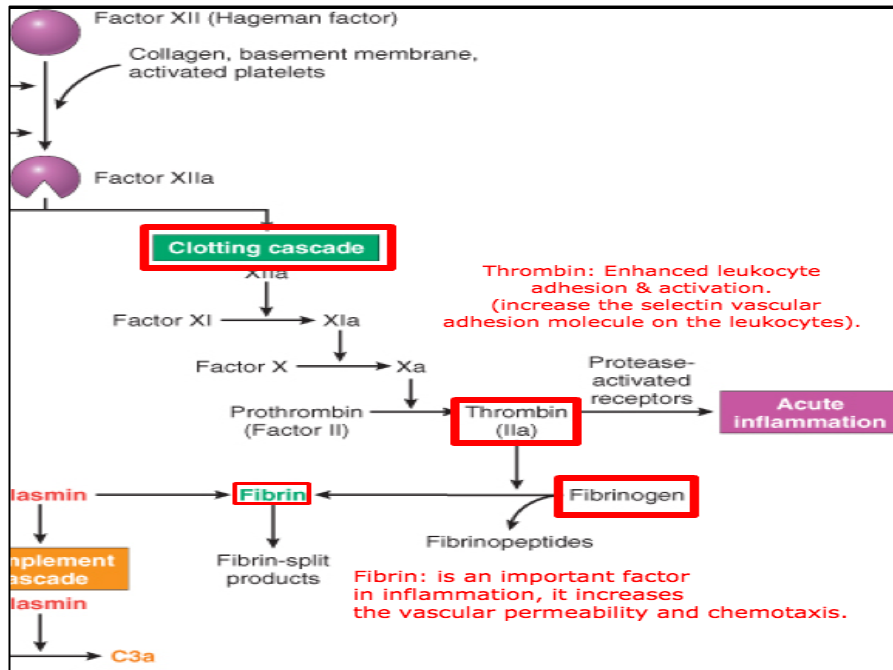 Factor XII (Hageman factor)
Collagen, basement membrane,
activated platelets
Factor XIIa
Clotting cascade
XIIa
Thrombin: Enhanced leukocyte
adhesion & activation.
(increase the selectin vascular
adhesion molecule on the leukocytes).
Factor XI
XIa
Factor X
Xa
Protease-
activated
receptors
Prothrombin
(Factor II)
Thrombin
(IIa)
Acute
inflammation
lasmin
Fibrin
Fibrinogen
Fibrinopeptides
mplement
ascade
Fibrin-split
products
Fibrin: is an important factor
in inflammation, it increases
the vascular permeability and chemotaxis.
lasmin
C3a